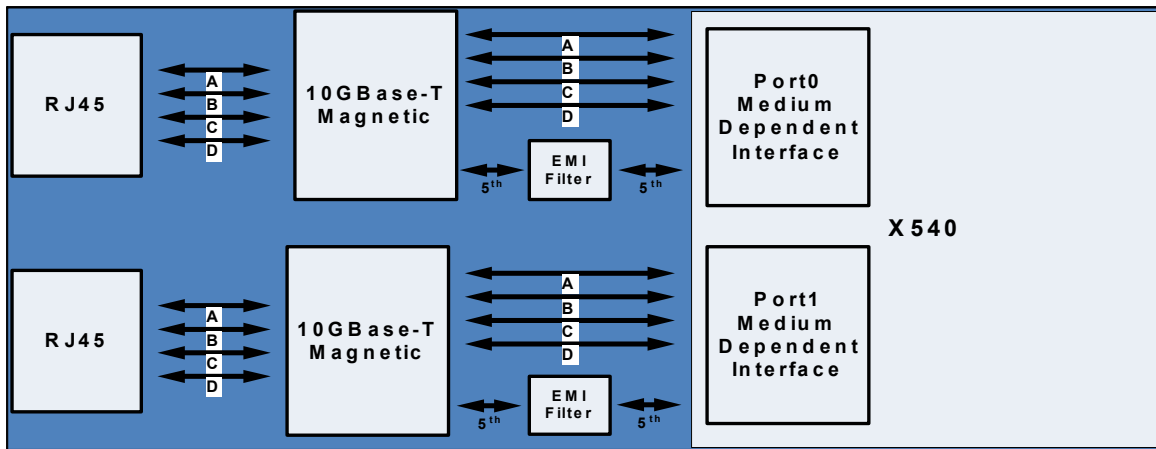 RJ45
A
B
C
D
10GBase-T
Magnetic
A
B
C
D
5th
EMI
Filter
5th
Port0
Medium
Dependent
Interface
X540
RJ45
A
B
C
D
10GBase-T
Magnetic
A
B
C
D
5th
EMI
Filter
5th
Port1
Medium
Dependent
Interface